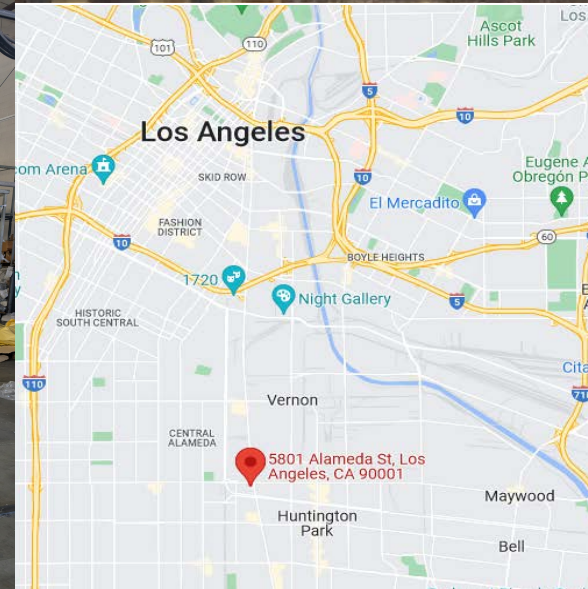 Ascot
Hills Park
Los
101
110
5
10
Los Angeles
com Arena
SKID ROW
10
Eugene A
Obregón P
El Mercadito
FASHION
DISTRICT
60
10
BOYLE HEIGHTS
1720
Night Gallery
5
HISTORIC
SOUTH CENTRAL
Cita
110
710
Vernon
CENTRAL
ALAMEDA
5801 Alameda St, Los
Angeles, CA 90001
Maywood
Huntington
Park
Bell